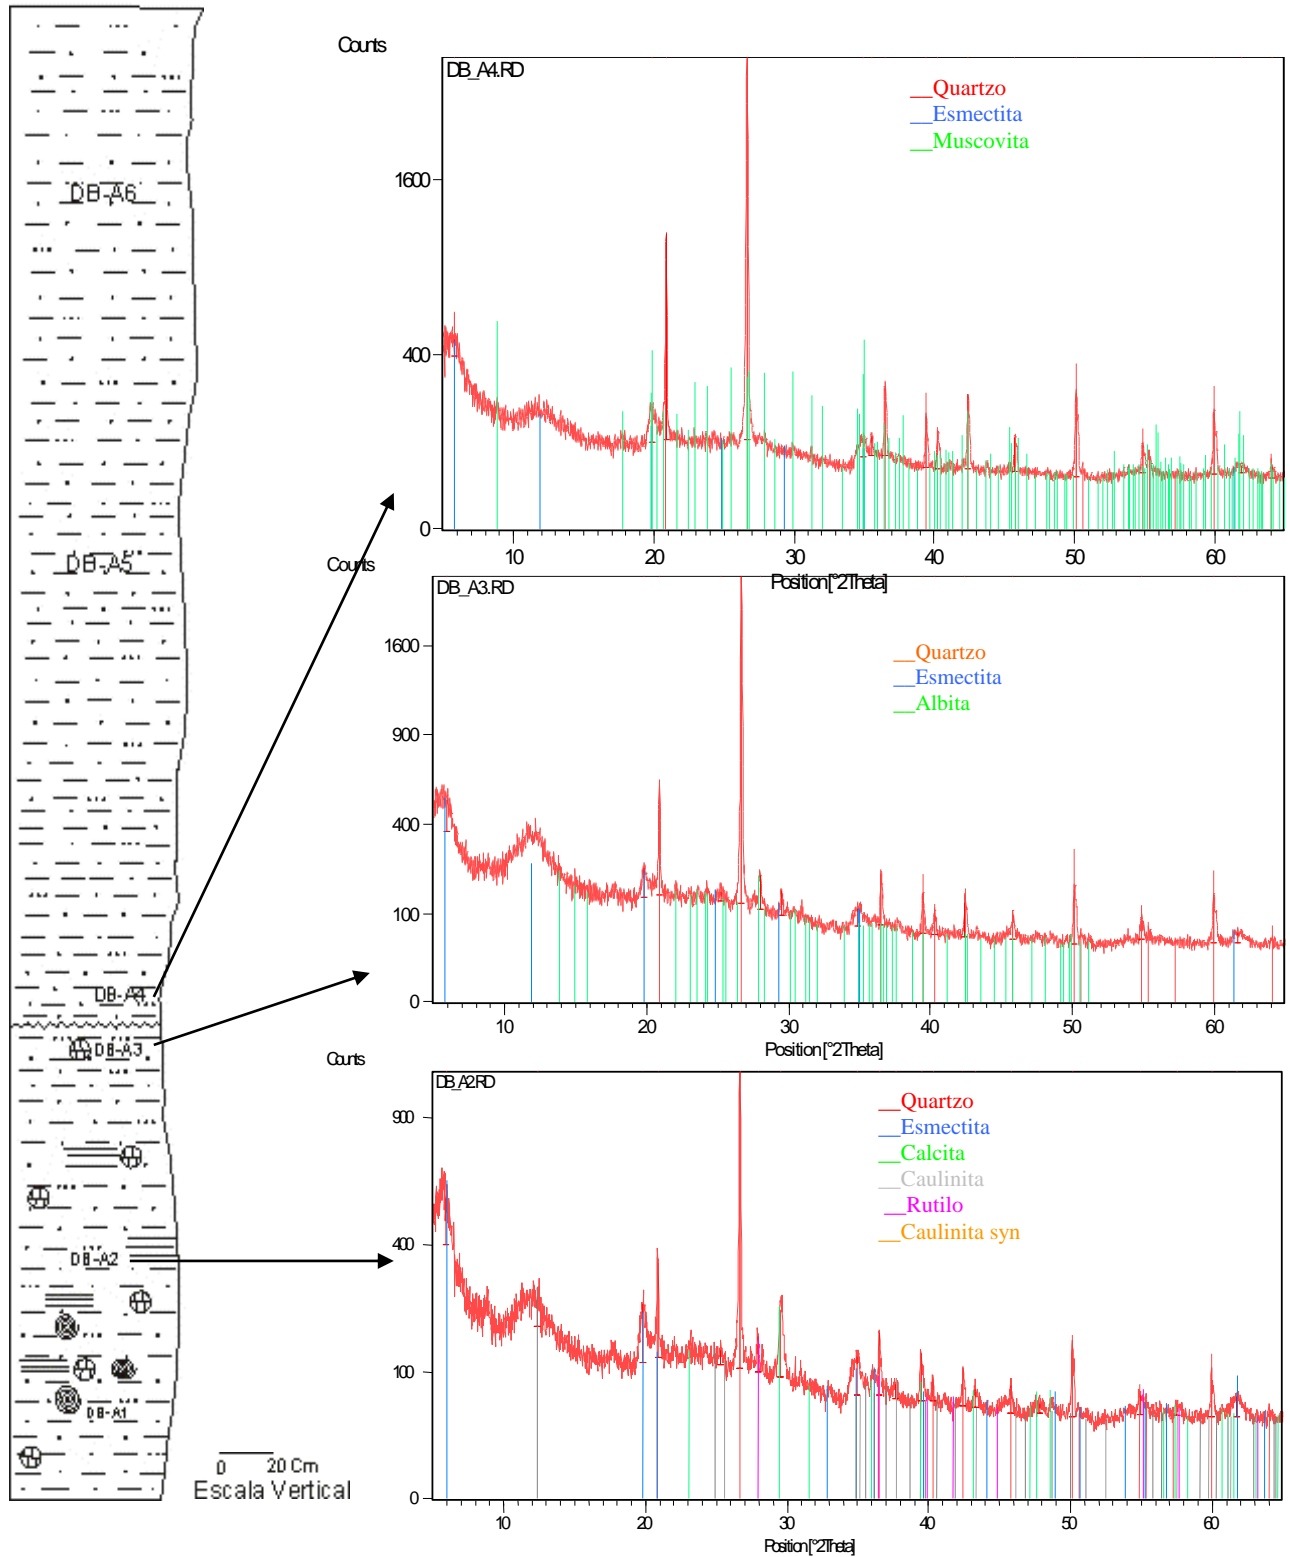 DB-A6
DB-A5
DB-A4
DB-A3
DB-A2
DB-A1
0 20 Cm
Escala Vertical
Counts
DB_A4.RD
__Quartzo
__Esmectita
__Muscovita
1600
400
0
10 20 30 40 50 60
Position[°2Theta]
Counts
DB_A3.RD
__Quartzo
__Esmectita
__Albita
1600
900
400
100
0
10 20 30 40 50 60
Position[°2Theta]
Counts
DB_A2.RD
__Quartzo
__Esmectita
__Calcita
__Caulinita
__Rutilo
__Caulinita syn
900
400
100
0
10 20 30 40 50 60
Position[°2Theta]